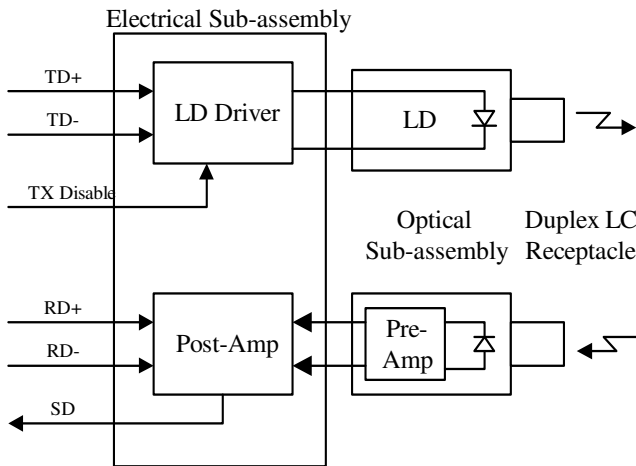 Electrical Sub-assembly
TD+
TD-
TX Disable
LD Driver
LD
Optical
Sub-assembly
Duplex LC
Receptacle
RD+
RD-
SD
Post-Amp
Pre-
Amp